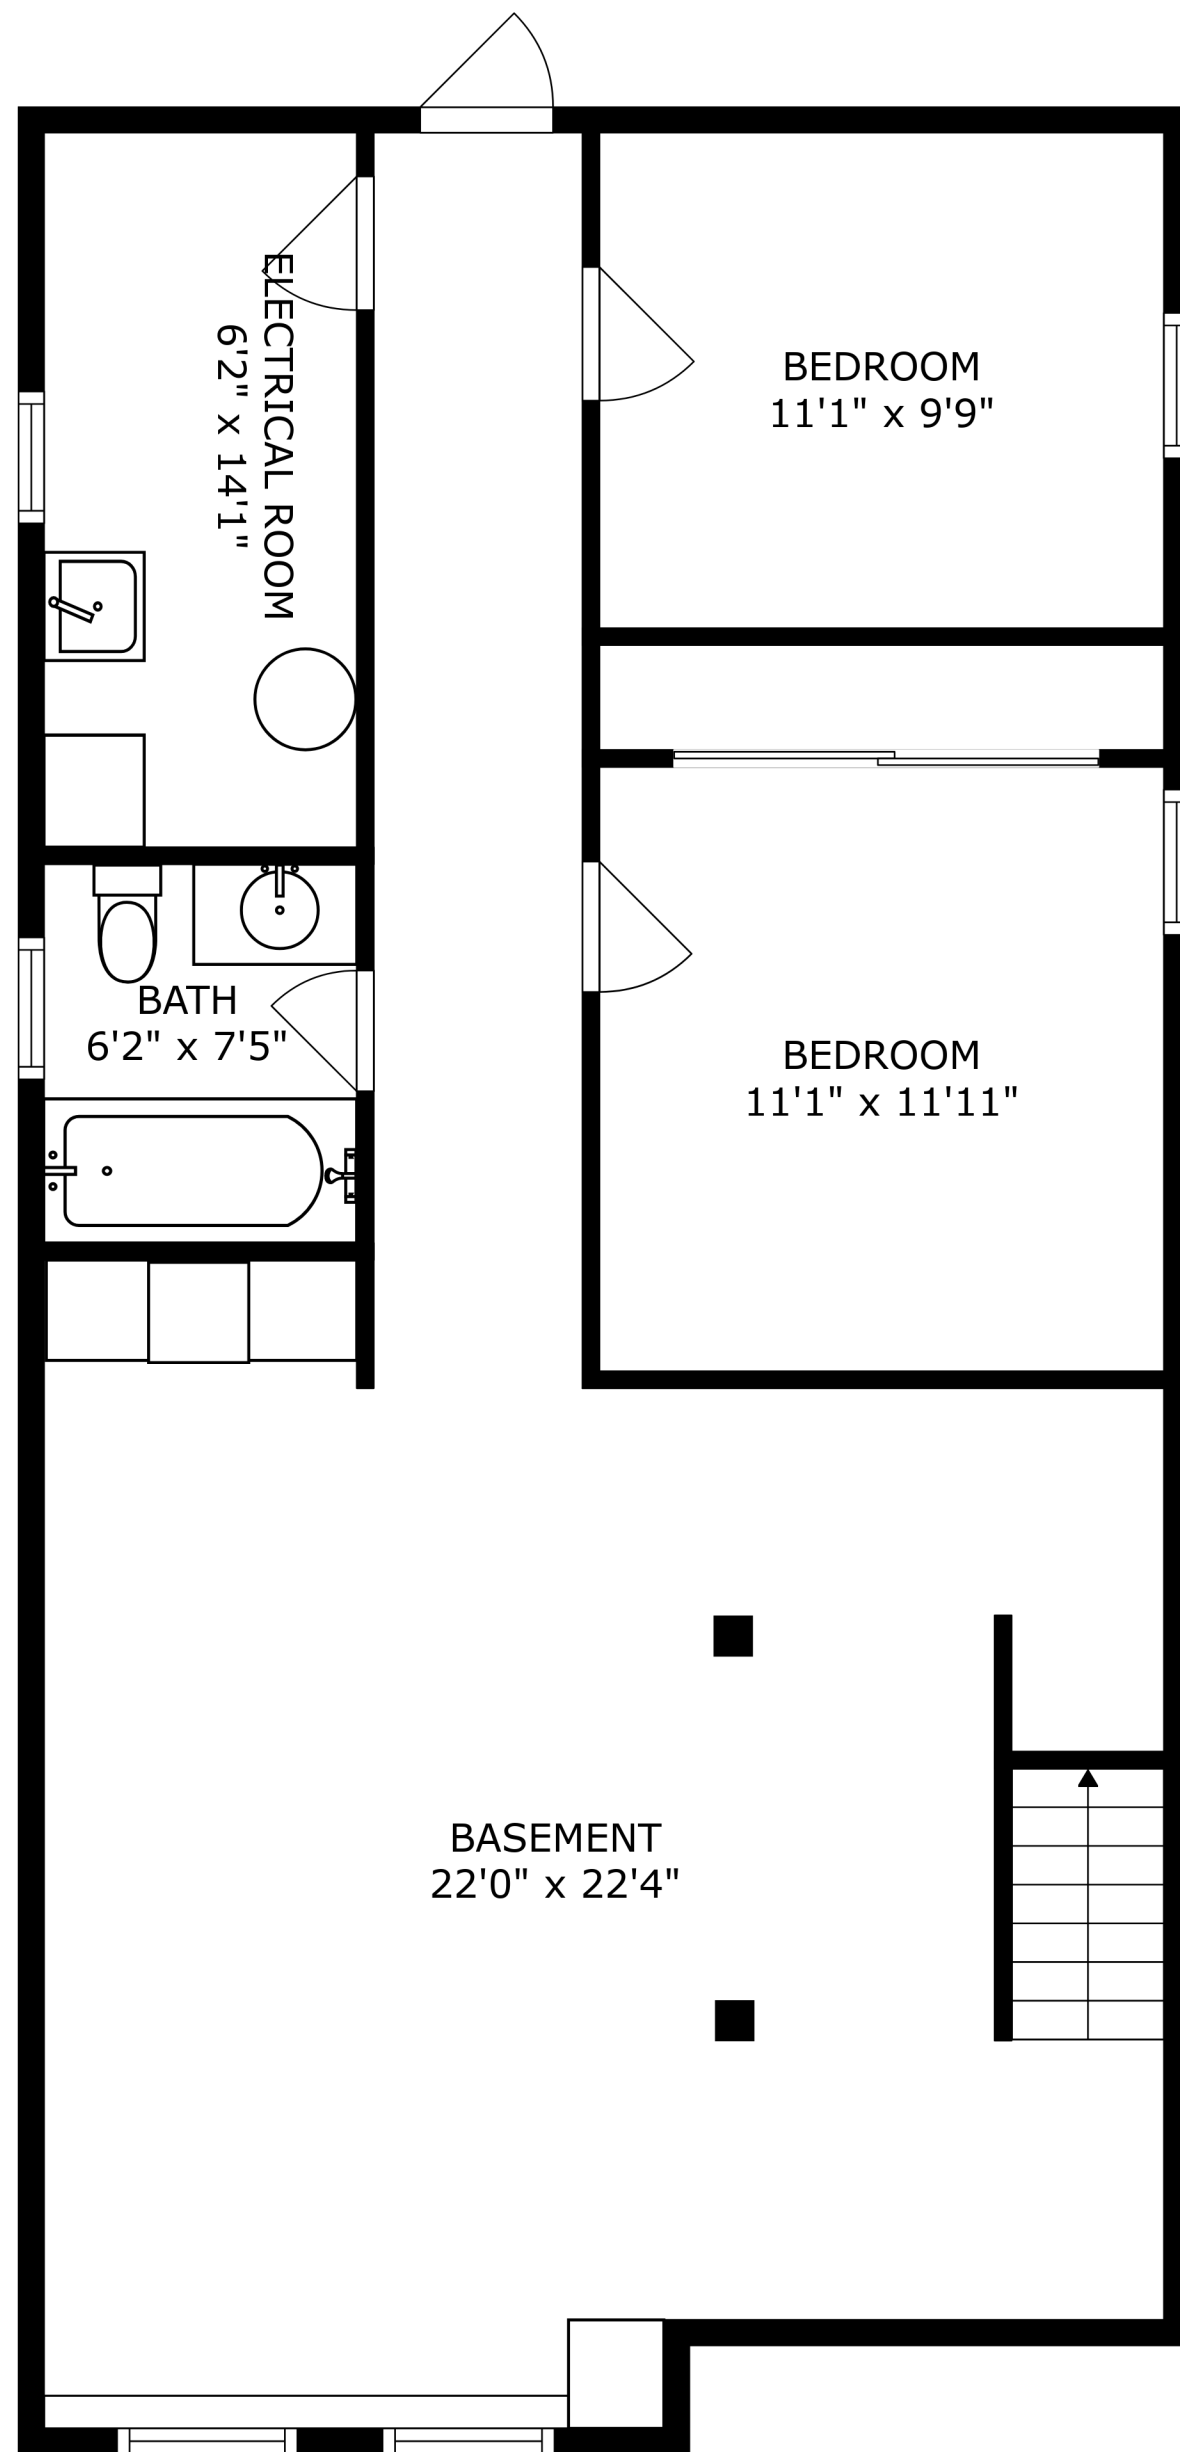 ELECTRICAL ROOM
6'2" x 14'1"
BEDROOM
11'1" x 9'9"
BATH
6'2" x 7'5"
BEDROOM
11'1" x 11'11"
BASEMENT
22'0" x 22'4"